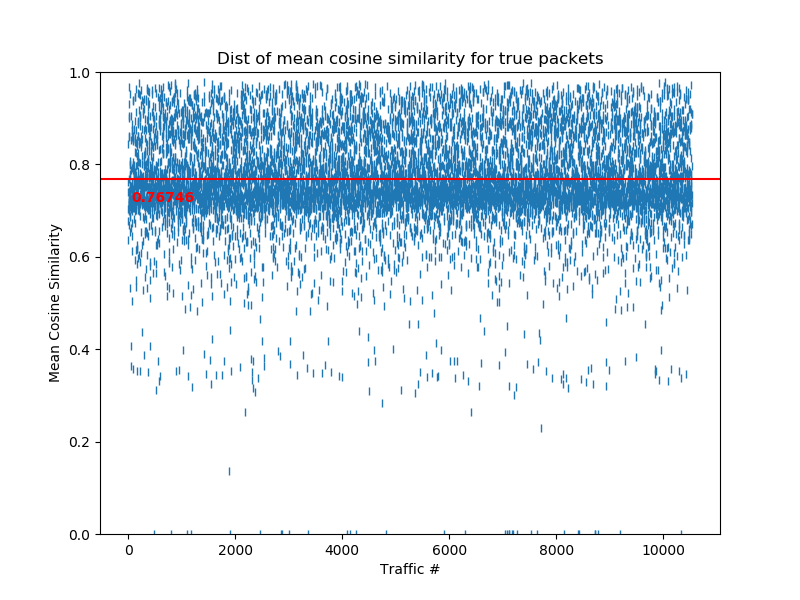 Dist of mean cosine similarity for true packets
1.0
0.8
0.76746
0.6
0.4
0.2
0.0
Mean Cosine Similarity
0 2000 4000 6000 8000 10000
Traffic #